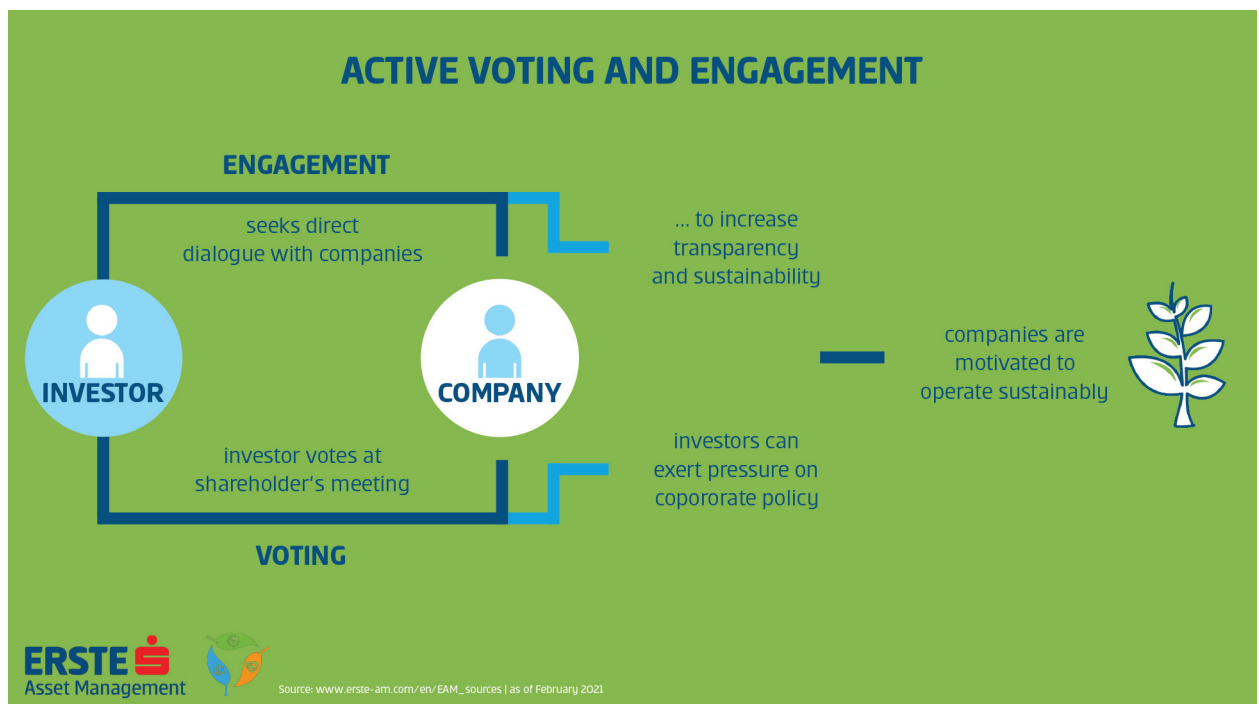 ACTIVE VOTING AND ENGAGEMENT
ENGAGEMENT
seeks direct
dialogue with companies
... to increase
transparency
and sustainability
INVESTOR
COMPANY
companies are
motivated to
operate sustainably
investor votes at
shareholder's meeting
investors can
exert pressure on
copororate policy
VOTING
ERSTE
Asset Management
Source: www.erste-am.com/en/EAM_sources | as of February 2021